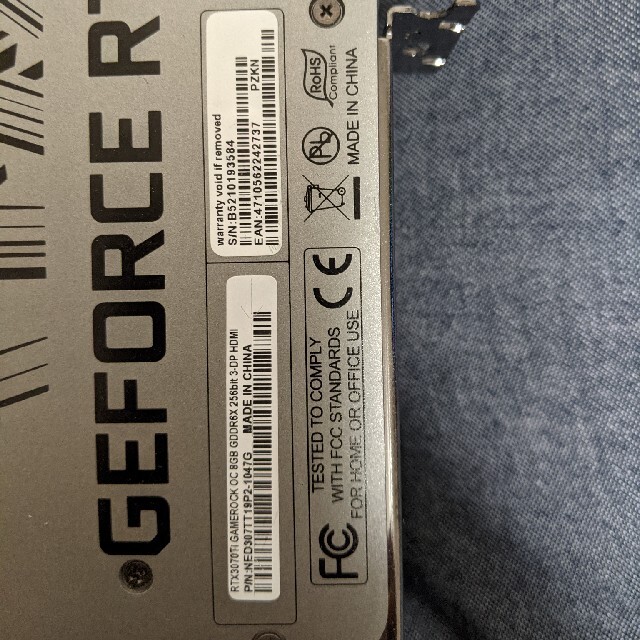 GEFORCE RT
warranty void if removed
S/N:B5210193584
EAN:4710562242737 PZKN
RTX3070Ti GAMEROCK OC 8GB GDDR6X 256bit 3-DP HDMI
P/N:NED307TT19P2-1047G MADE IN CHINA
RoHS
Compliant
Pb
MADE IN CHINA
CE
FC
TESTED TO COMPLY
WITH FCC STANDARDS
FOR HOME OR OFFICE USE